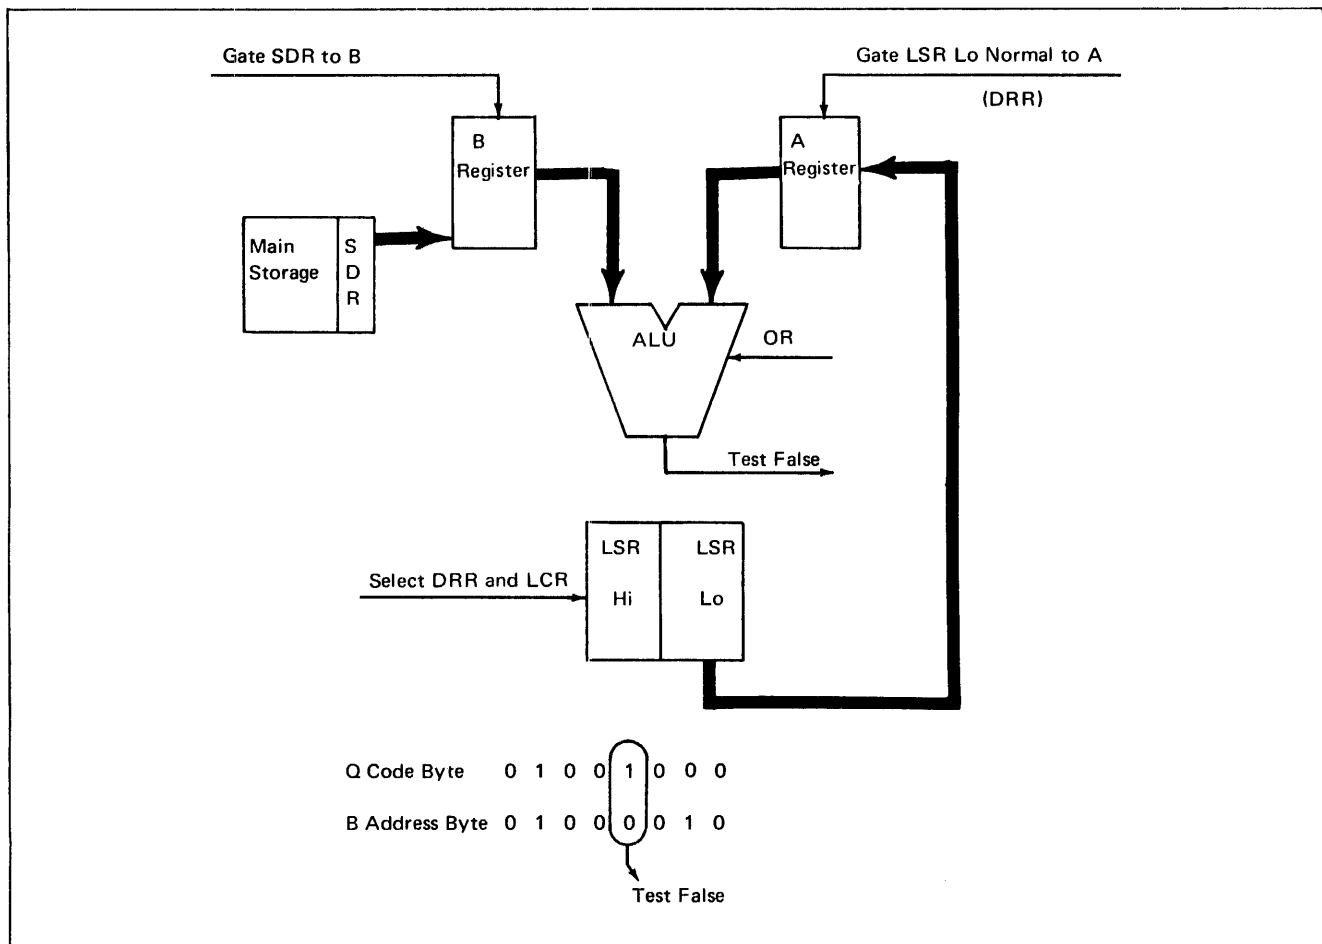 Gate SDR to B
Gate LSR Lo Normal to A
(DRR)
B
Register
A
Register
Main
Storage
S
D
R
ALU
OR
Test False
LSR
Hi
LSR
Lo
Select DRR and LCR
Q Code Byte 0 1 0 0 1 0 0 0
B Address Byte 0 1 0 0 0 0 1 0
Test False